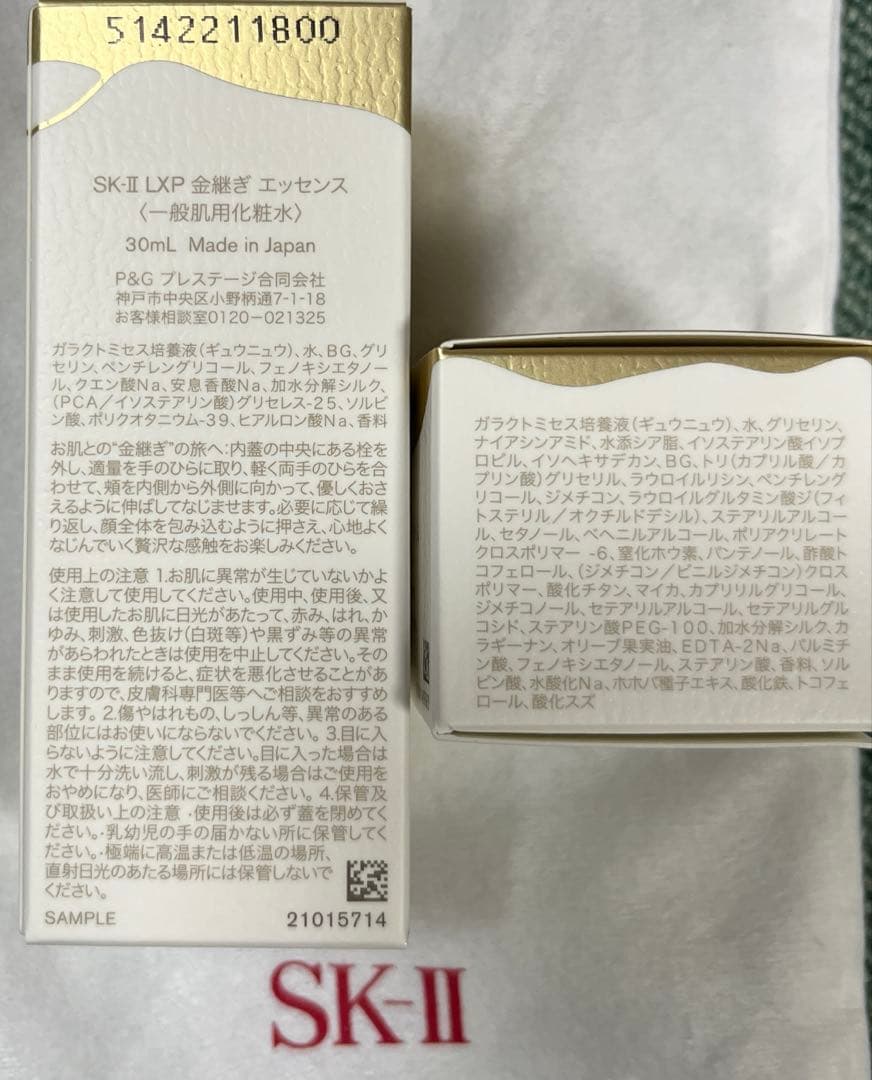 5142211800
SK-II LXP 金継ぎ エッセンス
〈一般肌用化粧水〉
30mL Made in Japan
P&G プレステージ合同会社
神戸市中央区小野柄通7-1-18
お客様相談室0120-021325
ガラクトミセス培養液(ギュウニュウ)、水、BG、グリ
セリン、ペンチレングリコール、フェノキシエタノー
ル、クエン酸Na、安息香酸Na、加水分解シルク、
(PCA/イソステアリン酸)グリセレス-25、ソルビ
ン酸、ポリクオタニウム-39、ヒアルロン酸Na、香料
お肌との“金継ぎ”の旅へ:内蓋の中央にある栓を
外し、適量を手のひらに取り、軽く両手のひらを合
わせて、頬を内側から外側に向かって、優しくおさ
えるように伸ばしてなじませます。必要に応じて繰
り返し、顔全体を包み込むように押さえ、心地よく
なじんでいく贅沢な感触をお楽しみください。
使用上の注意 1.お肌に異常が生じていないかよ
く注意して使用してください。使用中、使用後、又
は使用したお肌に日光があたって、赤み、はれ、か
ゆみ、刺激、色抜け(白斑等)や黒ずみ等の異常
があらわれたときは使用を中止してください。その
まま使用を続けると、症状を悪化させることがあ
りますので、皮膚科専門医等へご相談をおすすめ
します。2.傷やはれもの、しっしん等、異常のある
部位にはお使いにならないでください。3.目に入
らないように注意してください。目に入った場合は
水で十分洗い流し、刺激が残る場合はご使用を
おやめになり、医師にご相談ください。4.保管及
び取扱い上の注意 ・使用後は必ず蓋を閉めてく
ださい。・乳幼児の手の届かない所に保管してく
ださい。・極端に高温または低温の場所、
直射日光のあたる場所には保管しないで
ください。
SAMPLE 21015714
ガラクトミセス培養液(ギュウニュウ)、水、グリセリン、
ナイアシンアミド、水添シア脂、イソステアリン酸イソプ
ロピル、イソヘキサデカン、BG、トリ(カプリル酸/カ
プリン酸)グリセリル、ラウロイルリシン、ペンチレング
リコール、ジメチコン、ラウロイルグルタミン酸ジ(フィ
トステリル/オクチルドデシル)、ステアリルアルコー
ル、セタノール、ベヘニルアルコール、ポリアクリレート
クロスポリマー -6、窒化ホウ素、パンテノール、酢酸ト
コフェロール、(ジメチコン/ビニルジメチコン)クロス
ポリマー、酸化チタン、マイカ、カプリリルグリコール、
ジメチコノール、セテアリルアルコール、セテアリルグル
コシド、ステアリン酸PEG-100、加水分解シルク、カ
ラギーナン、オリーブ果実油、EDTA-2Na、パルミチ
ン酸、フェノキシエタノール、ステアリン酸、香料、ソル
ビン酸、水酸化Na、ホホバ種子エキス、酸化鉄、トコフェ
ロール、酸化スズ
SK-II